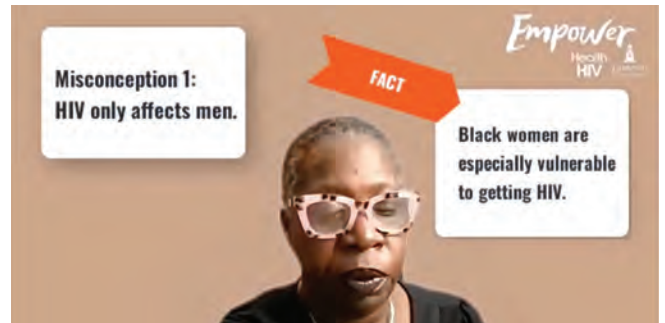 Misconception 1:
HIV only affects men.
FACT
Empower
Health
HIV
Black women are
especially vulnerable
to getting HIV.